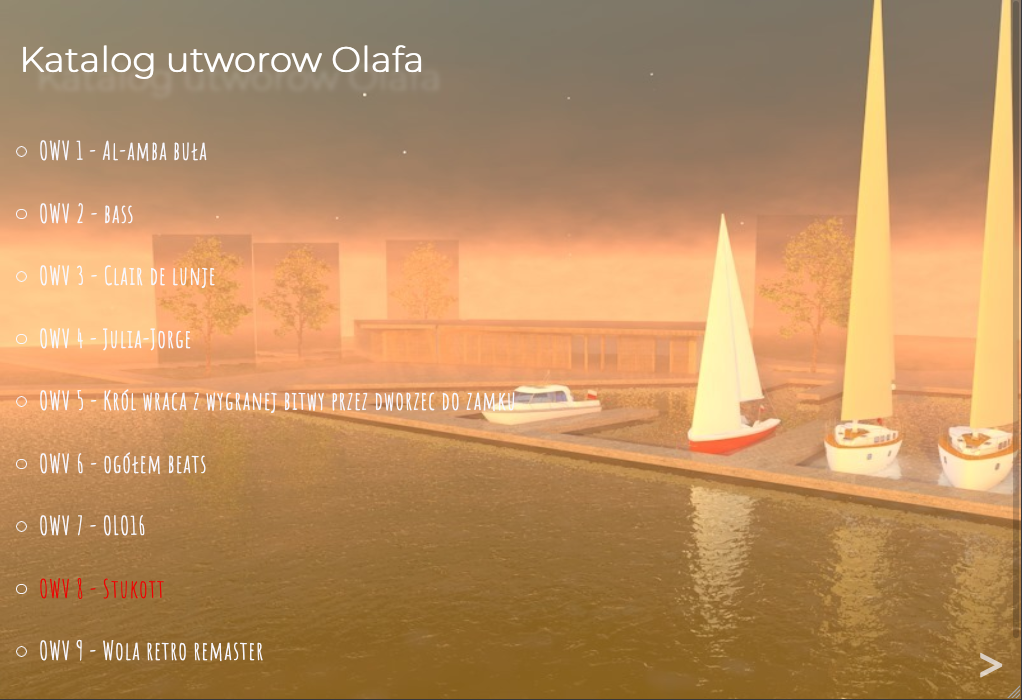 Katalog utworow Olafa
OWV 1 - Al-amba buła
OWV 2 - bass
OWV 3 - Clair de lunje
OWV 4 - Julia-Jorge
OWV 5 - Król wraca z wygranej bitwy przez dworzec do zamku
OWV 6 - ogółem beats
OWV 7 - OLO16
OWV 8 - Stukott
OWV 9 - Wola retro remaster
>